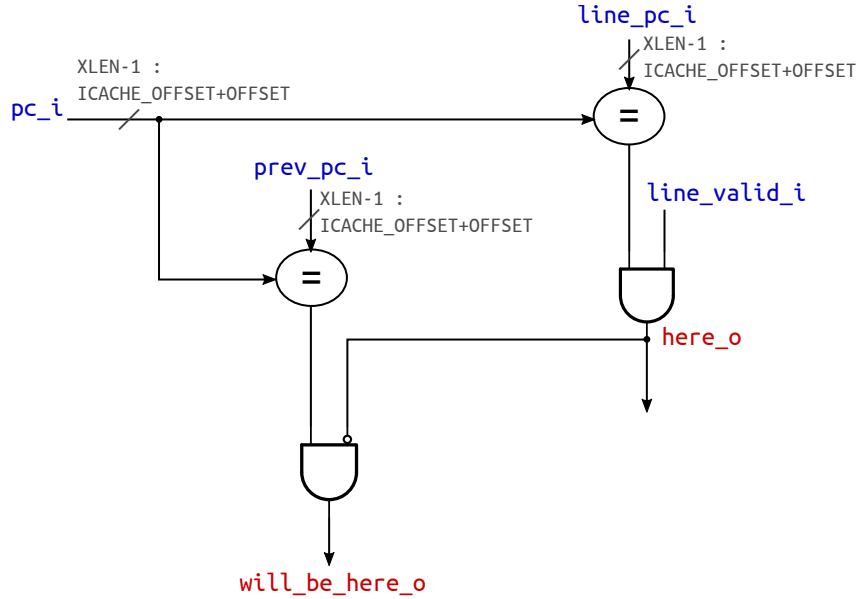 line_pc_i
XLEN-1 :
ICACHE_OFFSET+OFFSET
XLEN-1 :
ICACHE_OFFSET+OFFSET
pc_i
=
prev_pc_i
XLEN-1 :
ICACHE_OFFSET+OFFSET
line_valid_i
=
here_o
will_be_here_o